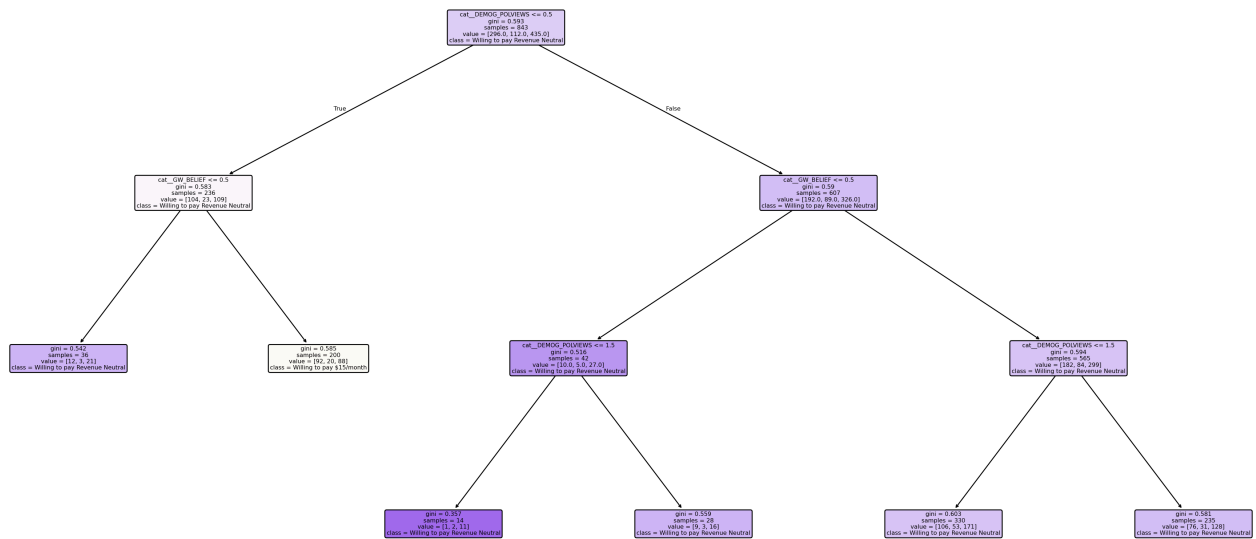 cat__DEMOG_POLVIEWS <= 0.5
gini = 0.593
samples = 843
value = [296.0, 112.0, 435.0]
class = Willing to pay Revenue Neutral
True
False
cat__GW_BELIEF <= 0.5
gini = 0.583
samples = 236
value = [104, 23, 109]
class = Willing to pay Revenue Neutral
cat__GW_BELIEF <= 0.5
gini = 0.59
samples = 607
value = [192.0, 89.0, 326.0]
class = Willing to pay Revenue Neutral
gini = 0.542
samples = 36
value = [12, 3, 21]
class = Willing to pay Revenue Neutral
gini = 0.585
samples = 200
value = [92, 20, 88]
class = Willing to pay $15/month
cat__DEMOG_POLVIEWS <= 1.5
gini = 0.516
samples = 42
value = [10.0, 5.0, 27.0]
class = Willing to pay Revenue Neutral
cat__DEMOG_POLVIEWS <= 1.5
gini = 0.594
samples = 565
value = [182, 84, 299]
class = Willing to pay Revenue Neutral
gini = 0.357
samples = 14
value = [1, 2, 11]
class = Willing to pay Revenue Neutral
gini = 0.559
samples = 28
value = [9, 3, 16]
class = Willing to pay Revenue Neutral
gini = 0.603
samples = 330
value = [106, 53, 171]
class = Willing to pay Revenue Neutral
gini = 0.581
samples = 235
value = [76, 31, 128]
class = Willing to pay Revenue Neutral